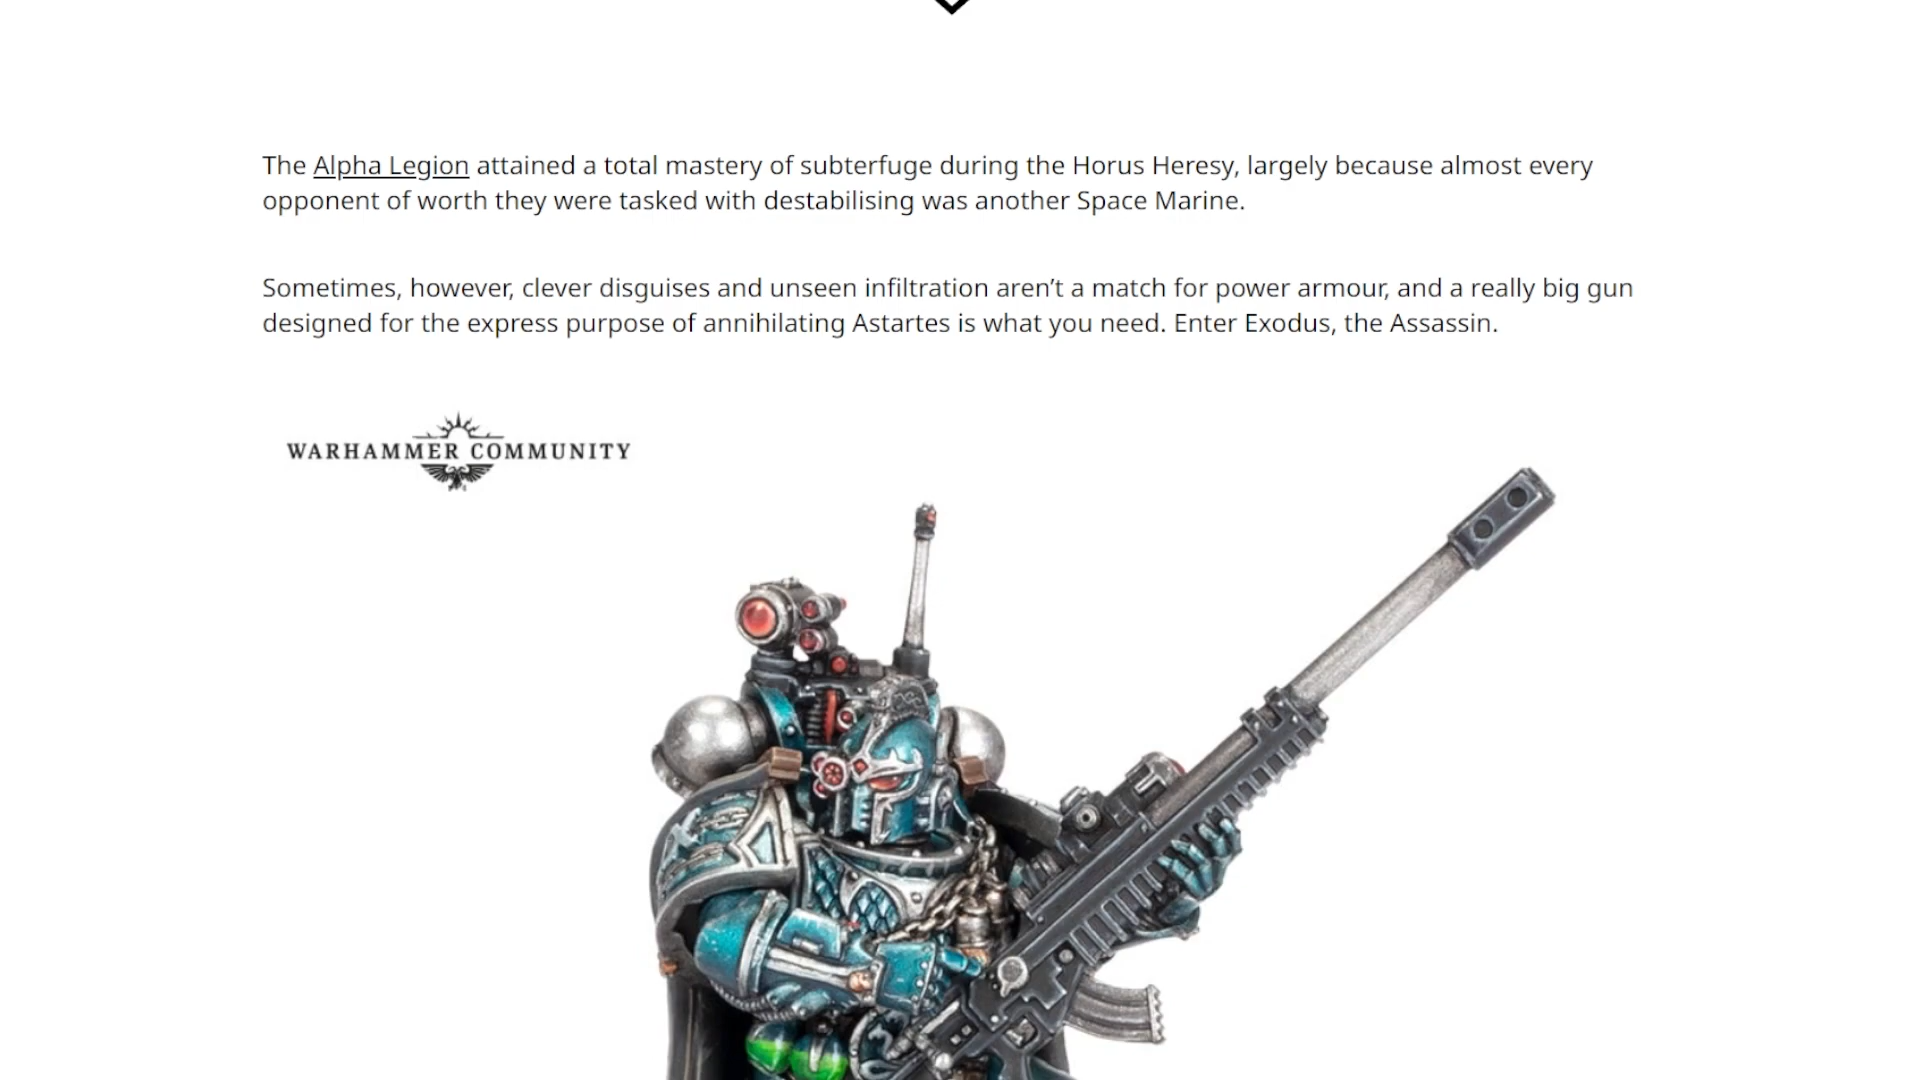 The Alpha Legion attained a total mastery of subterfuge during the Horus Heresy, largely because almost every
opponent of worth they were tasked with destabilising was another Space Marine.
Sometimes, however, clever disguises and unseen infiltration aren’t a match for power armour, and a really big gun
designed for the express purpose of annihilating Astartes is what you need. Enter Exodus, the Assassin.
WARHAMMER COMMUNITY